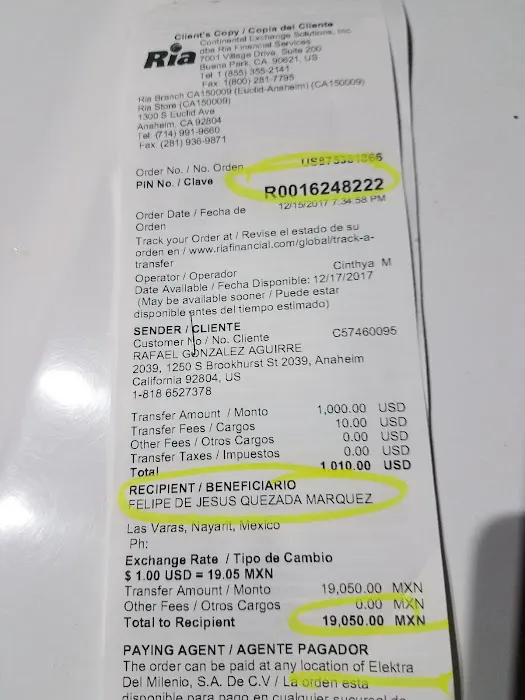 Client's Copy / Copia del Cliente
Continental Exchange Solutions, Inc.
dba Ria Financial Services
Ria
7001 Village Drive, Suite 200
Buena Park, CA, 90621, US
Tel 1 (855) 355-2141
Fax: 1(800) 281-7795
Ria Branch CA150009 (Euclid-Anaheim) (CA150009)
Ria Store (CA150009)
1300 S Euclid Ave
Anaheim, CA 92804
Tel: (714) 991-9660
Fax: (281) 936-9871
Order No. / No. Orden
PIN No. / Clave R0016248222
Order Date / Fecha de 12/15/2017 7:34:58 PM
Orden
Track your Order at / Revise el estado de su
orden en / www.riafinancial.com/global/track-a-
transfer
Operator / Operador Cinthya M
Date Available / Fecha Disponible: 12/17/2017
(May be available sooner / Puede estar
disponible antes del tiempo estimado)
SENDER / CLIENTE
Customer No / No. Cliente C57460095
RAFAEL GONZALEZ AGUIRRE
2039, 1250 S Brookhurst St 2039, Anaheim
California 92804, US
1-818 6527378
Transfer Amount / Monto 1,000.00 USD
Transfer Fees / Cargos 10.00 USD
Other Fees / Otros Cargos 0.00 USD
Transfer Taxes / Impuestos 0.00 USD
Total 1,010.00 USD
RECIPIENT / BENEFICIARIO
FELIPE DE JESUS QUEZADA MARQUEZ
Las Varas, Nayarit, Mexico
Ph:
Exchange Rate / Tipo de Cambio
$ 1.00 USD = 19.05 MXN
Transfer Amount / Monto 19,050.00 MXN
Other Fees / Otros Cargos 0.00 MXN
Total to Recipient 19,050.00 MXN
PAYING AGENT / AGENTE PAGADOR
The order can be paid at any location of Elektra
Del Milenio, S.A. De C.V / La orden esta
disponible para pago en cualquier sucursal de